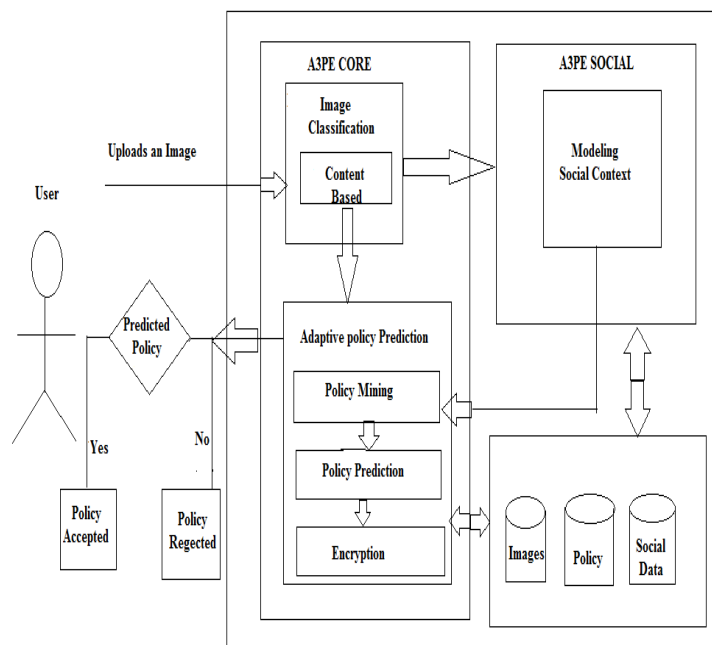 A3PE CORE
A3PE SOCIAL
Image
Classification
Content
Based
Modeling
Social Context
Uploads an Image
User
Predicted
Policy
Adaptive policy Prediction
Policy Mining
Policy Prediction
Encryption
Yes
No
Policy
Accepted
Policy
Regected
Images
Policy
Social
Data